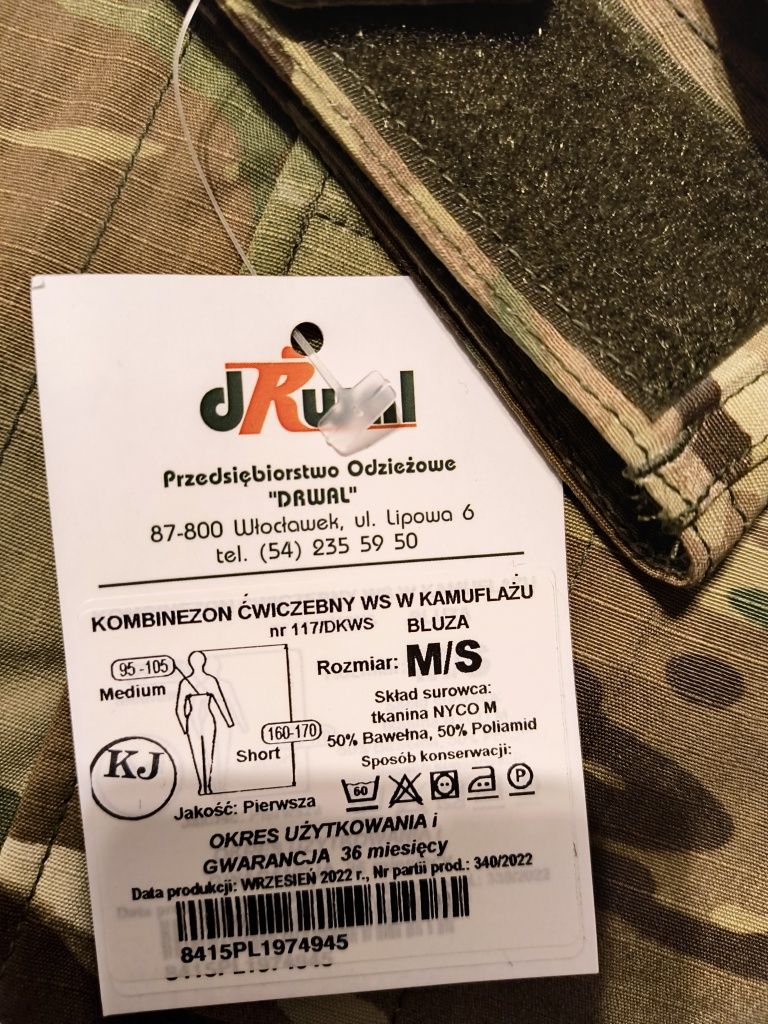 dRwal
Przedsiębiorstwo Odzieżowe
"DRWAL"
87-800 Włocławek, ul. Lipowa 6
tel. (54) 235 59 50
KOMBINEZON ĆWICZEBNY WS W KAMUFLAŻU
nr 117/DKWS BLUZA
95 -105
Medium
Rozmiar: M/S
Skład surowca:
tkanina NYCO M
160-170
50% Bawełna, 50% Poliamid
Short
Sposób konserwacji:
KJ
60
P
Jakość: Pierwsza
OKRES UŻYTKOWANIA i
GWARANCJA 36 miesięcy
Data produkcji: WRZESIEŃ 2022 r., Nr partii prod.: 340/2022
8415PL1974945